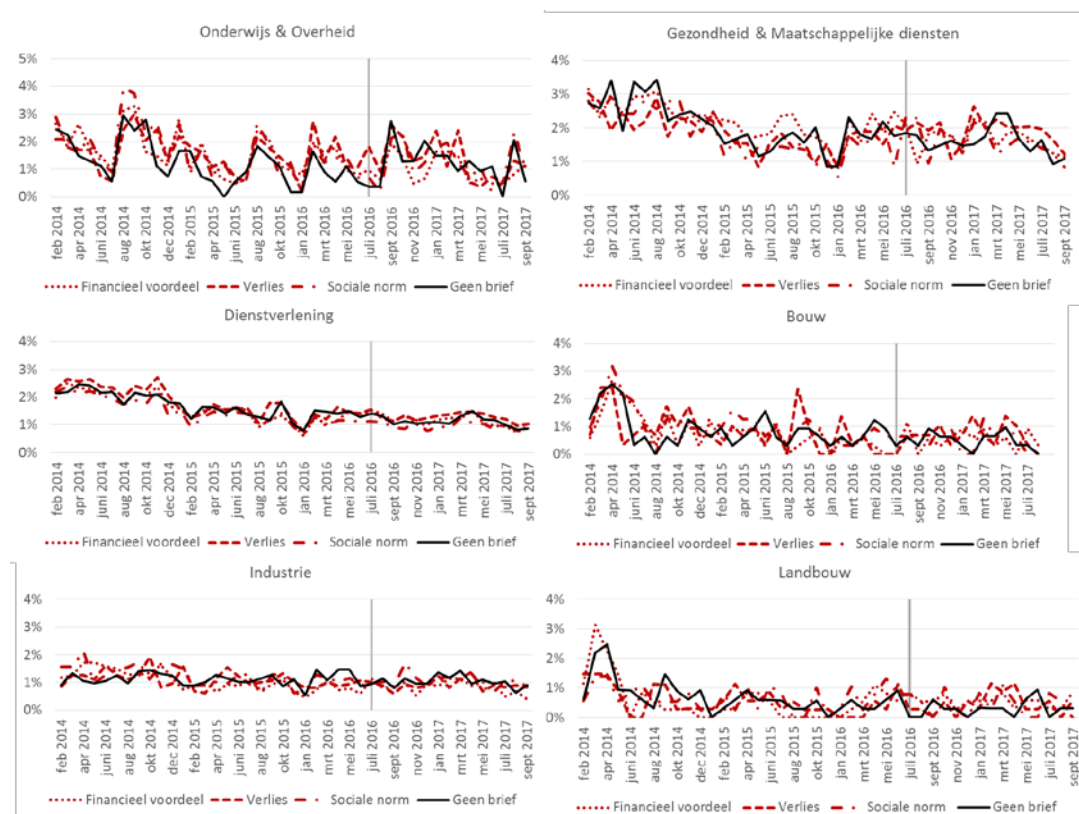 Onderwijs & Overheid
5%
4%
3%
2%
1%
0%
feb 2014
apr 2014
juni 2014
aug 2014
okt 2014
dec 2014
feb 2015
apr 2015
juni 2015
aug 2015
okt 2015
jan 2016
mrt 2016
mei 2016
juli 2016
sept 2016
nov 2016
jan 2017
mrt 2017
mei 2017
juli 2017
sept 2017
Financieel voordeel Verlies Sociale norm Geen brief
Gezondheid & Maatschappelijke diensten
4%
3%
2%
1%
0%
feb 2014
apr 2014
juni 2014
aug 2014
okt 2014
dec 2014
feb 2015
apr 2015
juni 2015
aug 2015
okt 2015
jan 2016
mrt 2016
mei 2016
juli 2016
sept 2016
nov 2016
jan 2017
mrt 2017
mei 2017
juli 2017
sept 2017
Financieel voordeel Verlies Sociale norm Geen brief
Dienstverlening
4%
3%
2%
1%
0%
feb 2014
apr 2014
juni 2014
aug 2014
okt 2014
dec 2014
feb 2015
apr 2015
juni 2015
aug 2015
okt 2015
jan 2016
mrt 2016
mei 2016
juli 2016
sept 2016
nov 2016
jan 2017
mrt 2017
mei 2017
juli 2017
sept 2017
Financieel voordeel Verlies Sociale norm Geen brief
Bouw
4%
3%
2%
1%
0%
feb 2014
apr 2014
juni 2014
aug 2014
okt 2014
dec 2014
feb 2015
apr 2015
juni 2015
aug 2015
okt 2015
jan 2016
mrt 2016
mei 2016
juli 2016
sept 2016
nov 2016
jan 2017
mrt 2017
mei 2017
juli 2017
Financieel voordeel Verlies Sociale norm Geen brief
Industrie
4%
3%
2%
1%
0%
feb 2014
apr 2014
juni 2014
aug 2014
okt 2014
dec 2014
feb 2015
apr 2015
juni 2015
aug 2015
okt 2015
jan 2016
mrt 2016
mei 2016
juli 2016
sept 2016
nov 2016
jan 2017
mrt 2017
mei 2017
juli 2017
sept 2017
Financieel voordeel Verlies Sociale norm Geen brief
Landbouw
4%
3%
2%
1%
0%
feb 2014
apr 2014
juni 2014
aug 2014
okt 2014
dec 2014
feb 2015
apr 2015
juni 2015
aug 2015
okt 2015
jan 2016
mrt 2016
mei 2016
juli 2016
sept 2016
nov 2016
jan 2017
mrt 2017
mei 2017
juli 2017
sept 2017
Financieel voordeel Verlies Sociale norm Geen brief